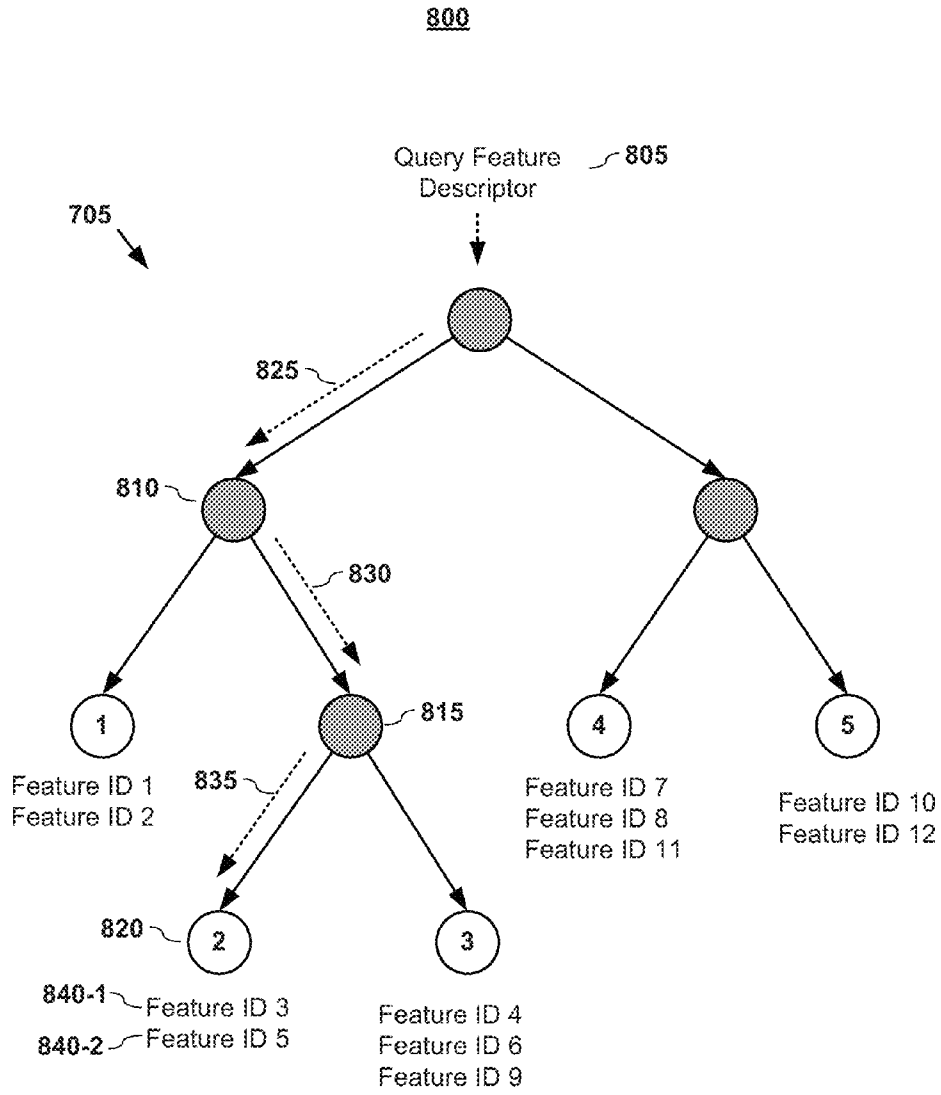 800
Query Feature
Descriptor
805
705
825
810
830
1
815
4
5
Feature ID 1
Feature ID 2
835
Feature ID 7
Feature ID 8
Feature ID 11
Feature ID 10
Feature ID 12
820
2
3
840-1
Feature ID 3
840-2
Feature ID 5
Feature ID 4
Feature ID 6
Feature ID 9